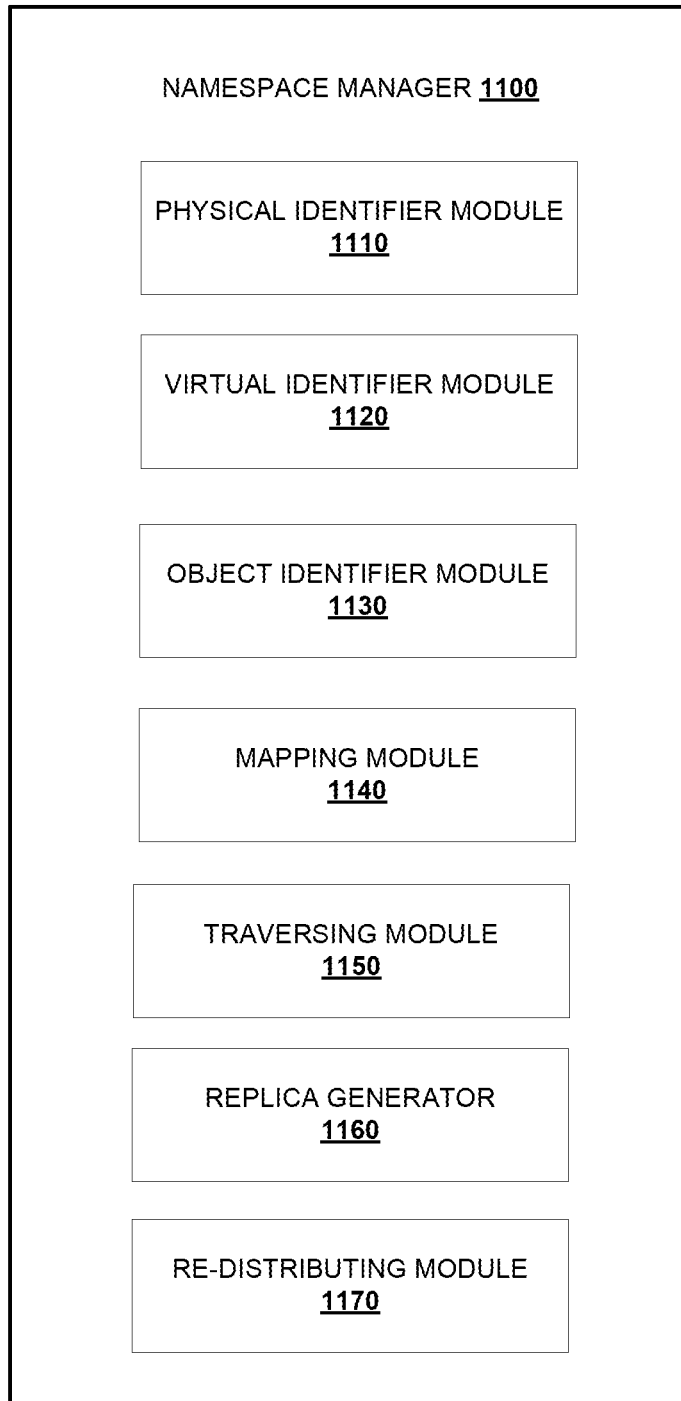 NAMESPACE MANAGER 1100
PHYSICAL IDENTIFIER MODULE
1110
VIRTUAL IDENTIFIER MODULE
1120
OBJECT IDENTIFIER MODULE
1130
MAPPING MODULE
1140
TRAVERSING MODULE
1150
REPLICA GENERATOR
1160
RE-DISTRIBUTING MODULE
1170